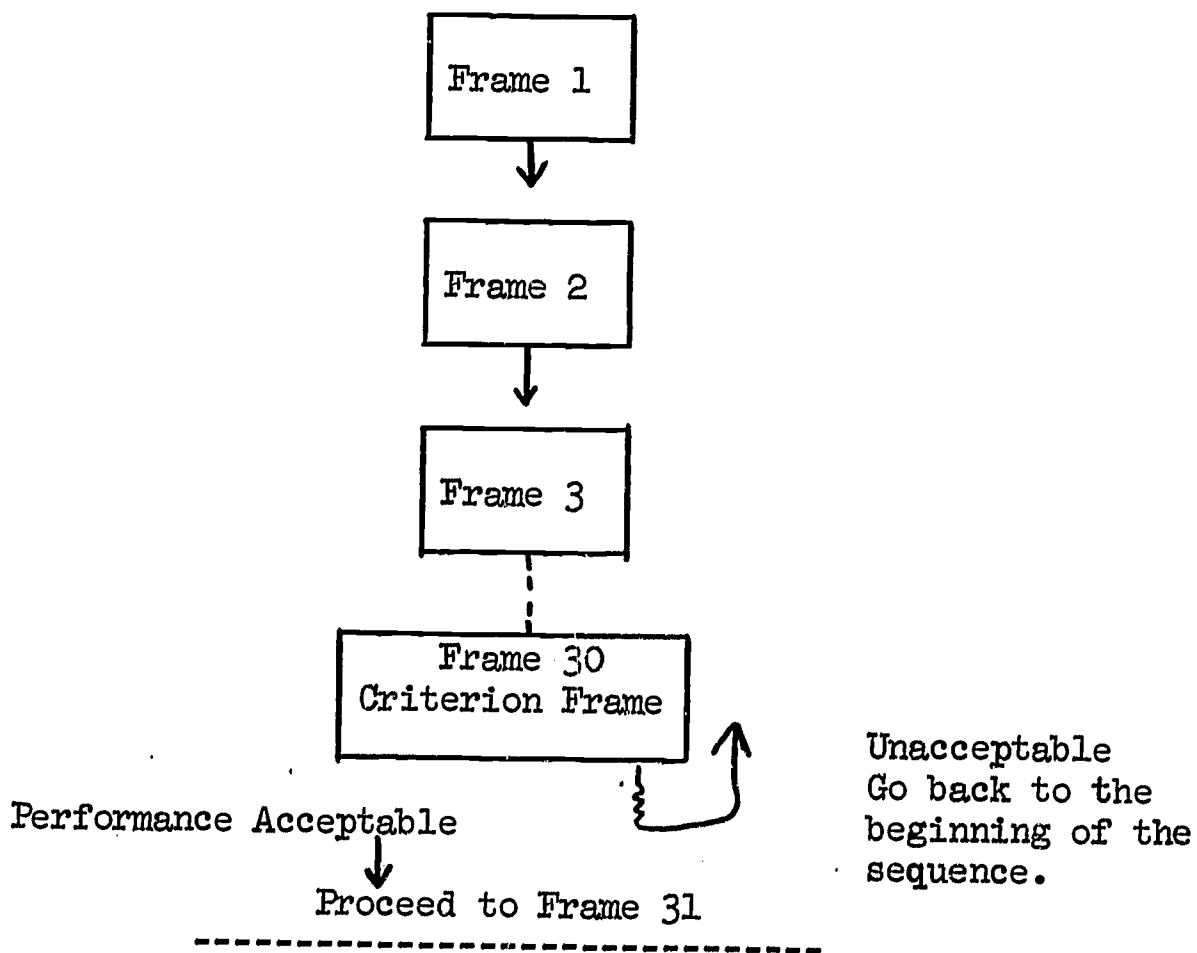 Frame 1
Frame 2
Frame 3
Frame 30
Criterion Frame
Performance Acceptable
Proceed to Frame 31
Unacceptable
Go back to the
beginning of the
sequence.